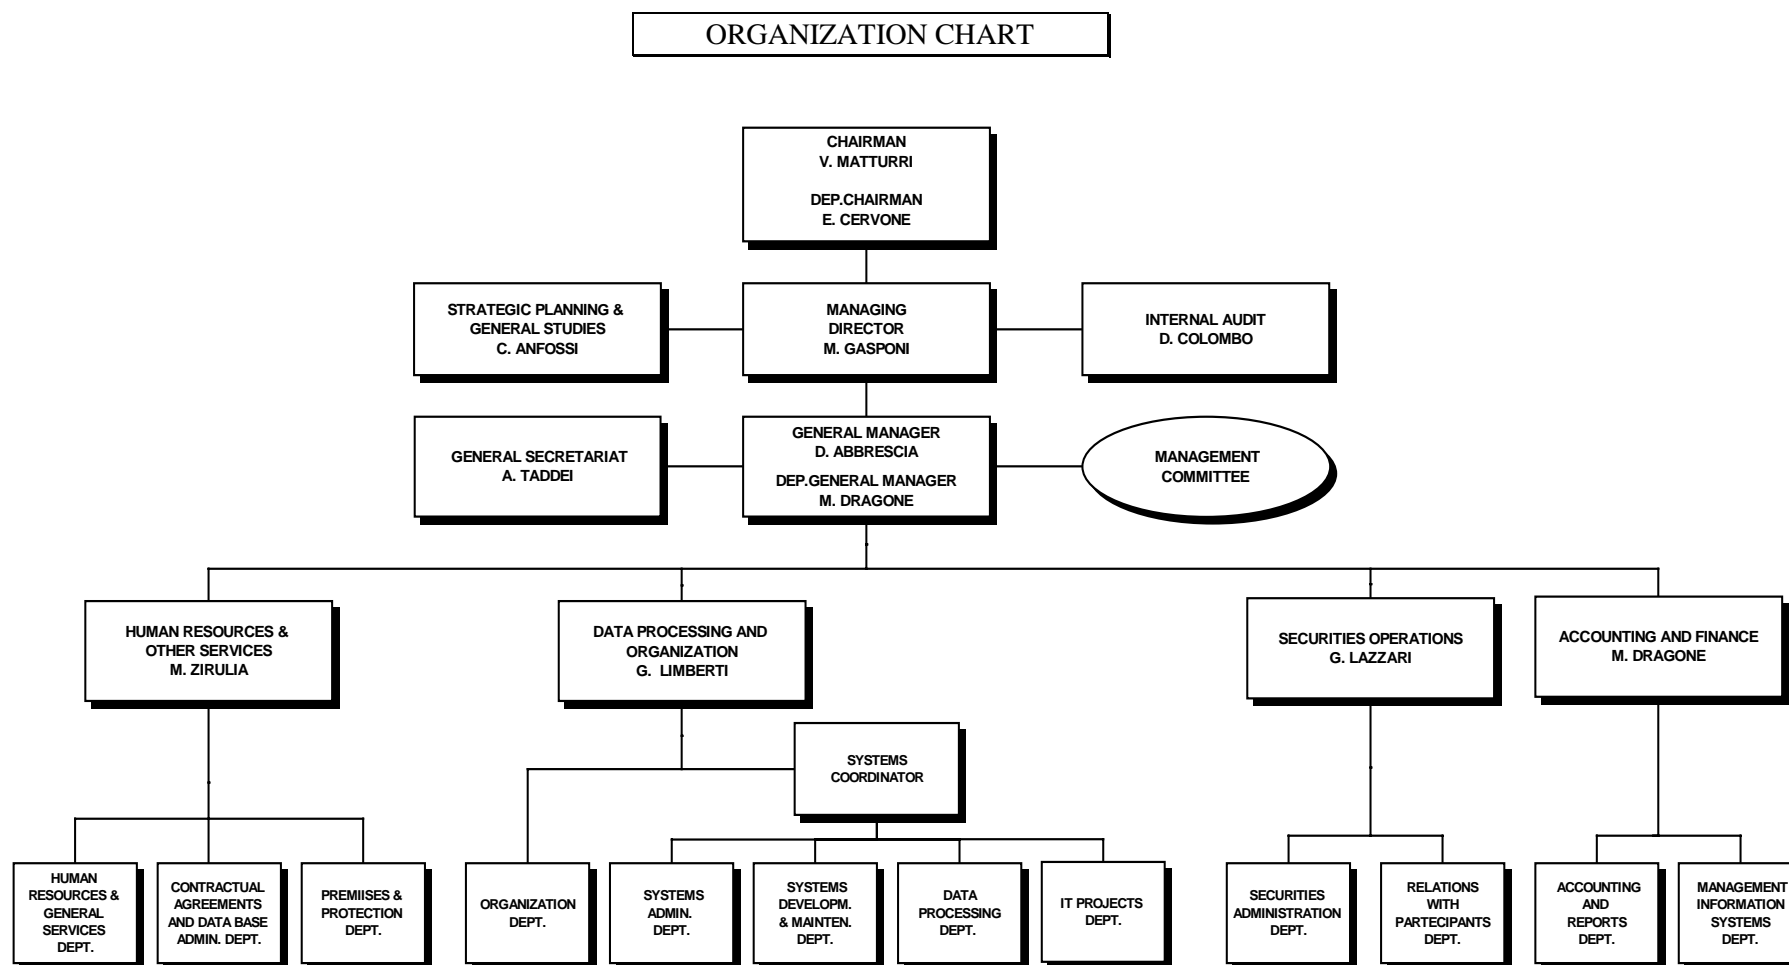 ORGANIZATION CHART
CHAIRMAN
V. MATTURRI
DEP.CHAIRMAN
E. CERVONE
STRATEGIC PLANNING &
GENERAL STUDIES
C. ANFOSSI
MANAGING
DIRECTOR
M. GASPONI
INTERNAL AUDIT
D. COLOMBO
GENERAL SECRETARIAT
A. TADDEI
GENERAL MANAGER
D. ABBRESCIA
DEP.GENERAL MANAGER
M. DRAGONE
MANAGEMENT
COMMITTEE
HUMAN RESOURCES &
OTHER SERVICES
M. ZIRULIA
DATA PROCESSING AND
ORGANIZATION
G. LIMBERTI
SECURITIES OPERATIONS
G. LAZZARI
ACCOUNTING AND FINANCE
M. DRAGONE
SYSTEMS
COORDINATOR
HUMAN
RESOURCES &
GENERAL
SERVICES
DEPT.
CONTRACTUAL
AGREEMENTS
AND DATA BASE
ADMIN. DEPT.
PREMIISES &
PROTECTION
DEPT.
ORGANIZATION
DEPT.
SYSTEMS
ADMIN.
DEPT.
SYSTEMS
DEVELOPM.
& MAINTEN.
DEPT.
DATA
PROCESSING
DEPT.
IT PROJECTS
DEPT.
SECURITIES
ADMINISTRATION
DEPT.
RELATIONS
WITH
PARTECIPANTS
DEPT.
ACCOUNTING
AND
REPORTS
DEPT.
MANAGEMENT
INFORMATION
SYSTEMS
DEPT.